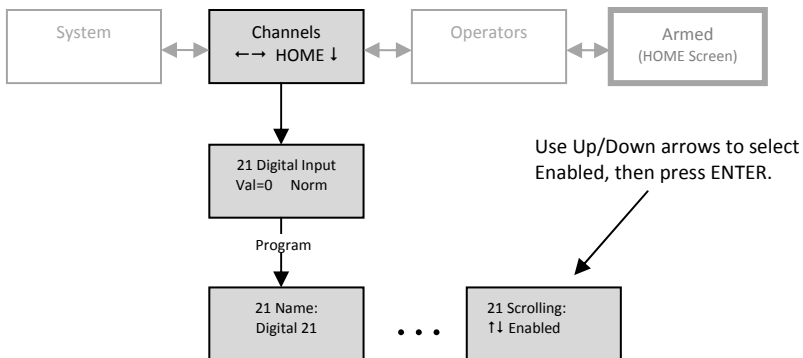 System
Channels
←→ HOME ↓
Operators
Armed
(HOME Screen)
21 Digital Input
Val=0 Norm
Use Up/Down arrows to select
Enabled, then press ENTER.
Program
21 Name:
Digital 21
...
21 Scrolling:
↑↓ Enabled